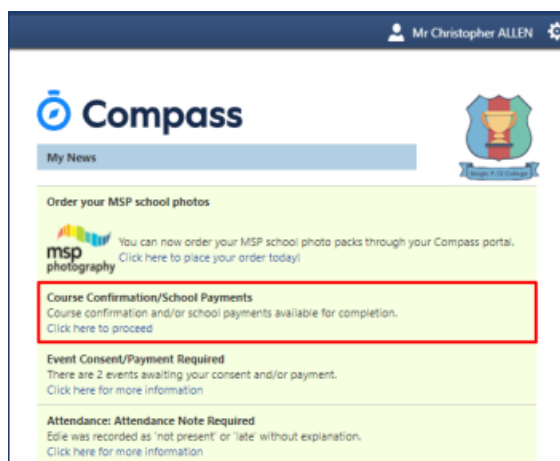 Mr Christopher ALLEN
Compass
My News
Magic P-12 College
Order your MSP school photos
msp
photography
You can now order your MSP school photo packs through your Compass portal.
Click here to place your order today!
Course Confirmation/School Payments
Course confirmation and/or school payments available for completion.
Click here to proceed
Event Consent/Payment Required
There are 2 events awaiting your consent and/or payment.
Click here for more information
Attendance: Attendance Note Required
Edie was recorded as 'not present' or 'late' without explanation.
Click here for more information